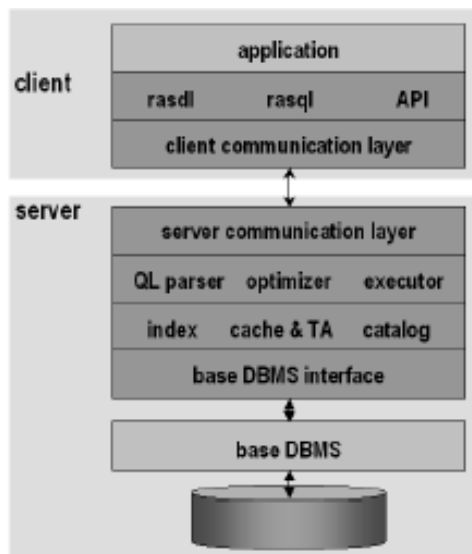 application
client
rasdl rasql API
client communication layer
server
server communication layer
QL parser optimizer executor
index cache & TA catalog
base DBMS interface
base DBMS